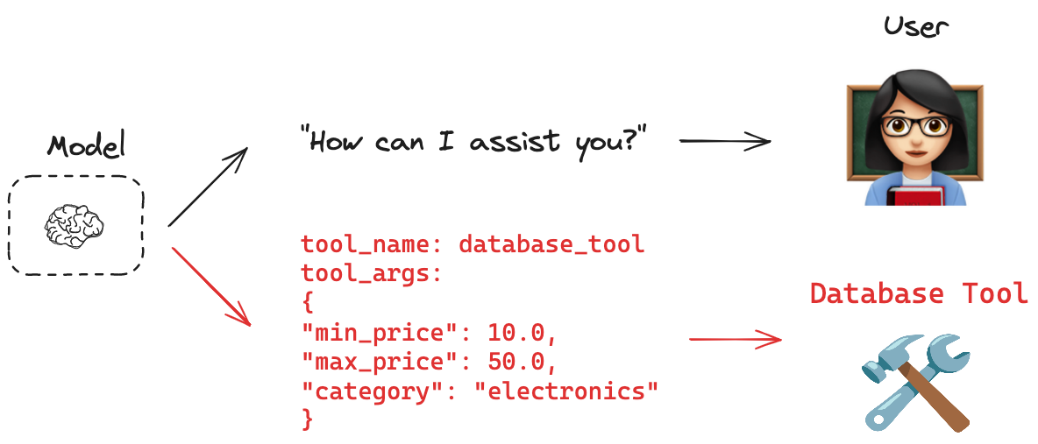 User
Model
"How can I assist you?"
tool_name: database_tool
tool_args:
{
"min_price": 10.0,
"max_price": 50.0,
"category": "electronics"
}
Database Tool